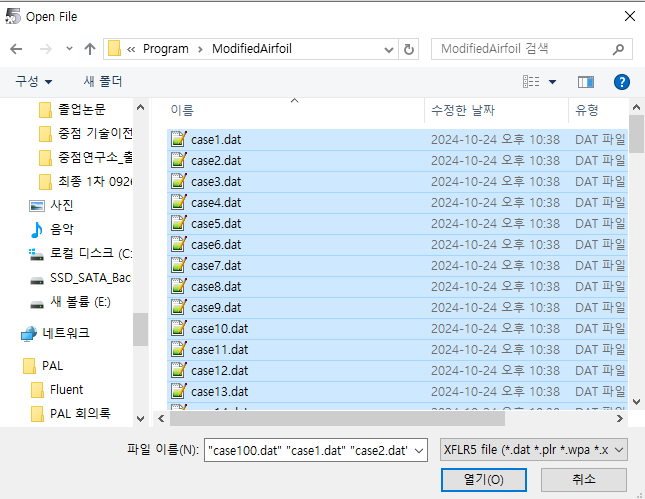 Open File
« Program > ModifiedAirfoil
ModifiedAirfoil 검색
구성 새 폴더
이름 수정한 날짜 유형
졸업논문
중점 기술이전
중점연구소_출
최종 1차 0926
사진
음악
로컬 디스크 (C:
SSD_SATA_Bac
새 볼륨 (E:)
네트워크
PAL
Fluent
PAL 회의록
case1.dat 2024-10-24 오후 10:38 DAT 파일
case2.dat 2024-10-24 오후 10:38 DAT 파일
case3.dat 2024-10-24 오후 10:38 DAT 파일
case4.dat 2024-10-24 오후 10:38 DAT 파일
case5.dat 2024-10-24 오후 10:38 DAT 파일
case6.dat 2024-10-24 오후 10:38 DAT 파일
case7.dat 2024-10-24 오후 10:38 DAT 파일
case8.dat 2024-10-24 오후 10:38 DAT 파일
case9.dat 2024-10-24 오후 10:38 DAT 파일
case10.dat 2024-10-24 오후 10:38 DAT 파일
case11.dat 2024-10-24 오후 10:38 DAT 파일
case12.dat 2024-10-24 오후 10:38 DAT 파일
case13.dat 2024-10-24 오후 10:38 DAT 파일
파일 이름(N): "case100.dat" "case1.dat" "case2.dat'
XFLR5 file (*.dat *.plr *.wpa *.x
열기(O) 취소